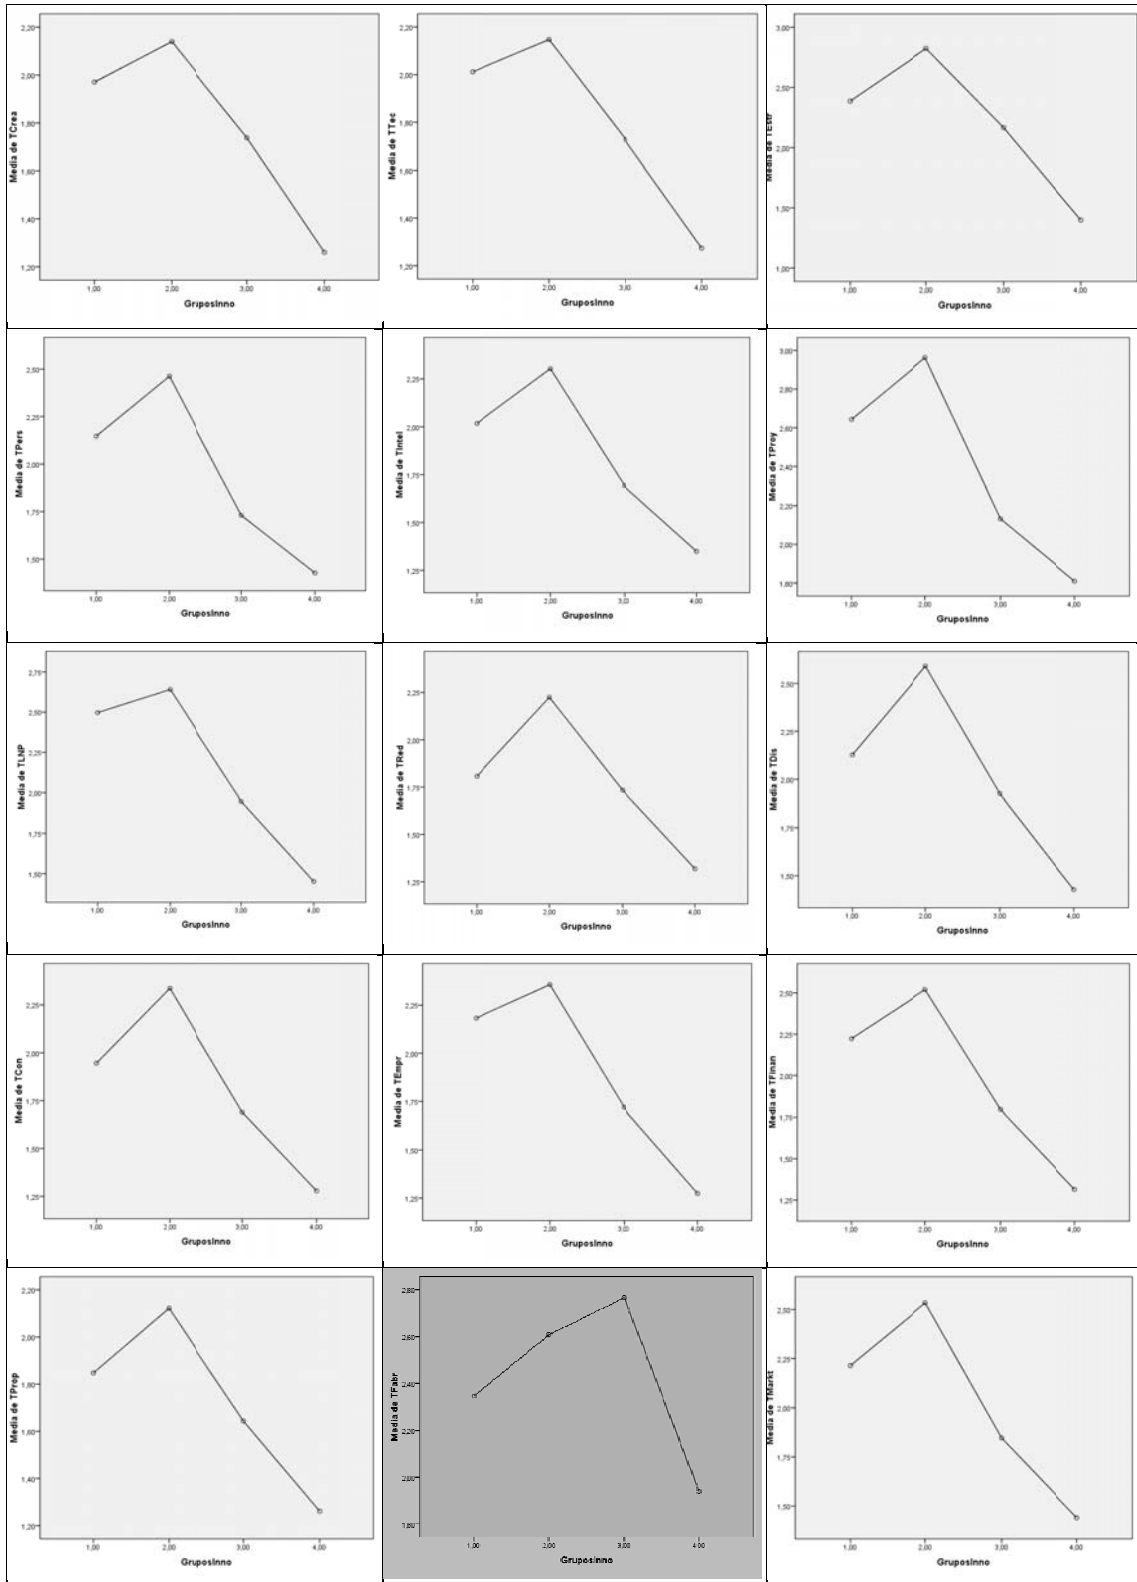 Media de TCrea
2,20
2,00
1,80
1,60
1,40
1,20
1,00 2,00 3,00 4,00
GruposInno
Media de TTec
2,20
2,00
1,80
1,60
1,40
1,20
1,00 2,00 3,00 4,00
GruposInno
Media de TEstr
3,00
2,50
2,00
1,50
1,00
1,00 2,00 3,00 4,00
GruposInno
Media de TPers
2,50
2,25
2,00
1,75
1,50
1,00 2,00 3,00 4,00
GruposInno
Media de TIntel
2,25
2,00
1,75
1,50
1,25
1,00 2,00 3,00 4,00
GruposInno
Media de TProy
3,00
2,80
2,60
2,40
2,20
2,00
1,80
1,00 2,00 3,00 4,00
GruposInno
Media de TLNP
2,75
2,50
2,25
2,00
1,75
1,50
1,00 2,00 3,00 4,00
GruposInno
Media de TRed
2,25
2,00
1,75
1,50
1,25
1,00 2,00 3,00 4,00
GruposInno
Media de TDis
2,50
2,25
2,00
1,75
1,50
1,00 2,00 3,00 4,00
GruposInno
Media de TCon
2,25
2,00
1,75
1,50
1,25
1,00 2,00 3,00 4,00
GruposInno
Media de TEmpr
2,25
2,00
1,75
1,50
1,25
1,00 2,00 3,00 4,00
GruposInno
Media de TFinan
2,50
2,25
2,00
1,75
1,50
1,25
1,00 2,00 3,00 4,00
GruposInno
Media de TProp
2,20
2,00
1,80
1,60
1,40
1,20
1,00 2,00 3,00 4,00
GruposInno
Media de TFabr
2,80
2,60
2,40
2,20
2,00
1,80
1,00 2,00 3,00 4,00
GruposInno
Media de TMarkt
2,50
2,25
2,00
1,75
1,50
1,00 2,00 3,00 4,00
GruposInno